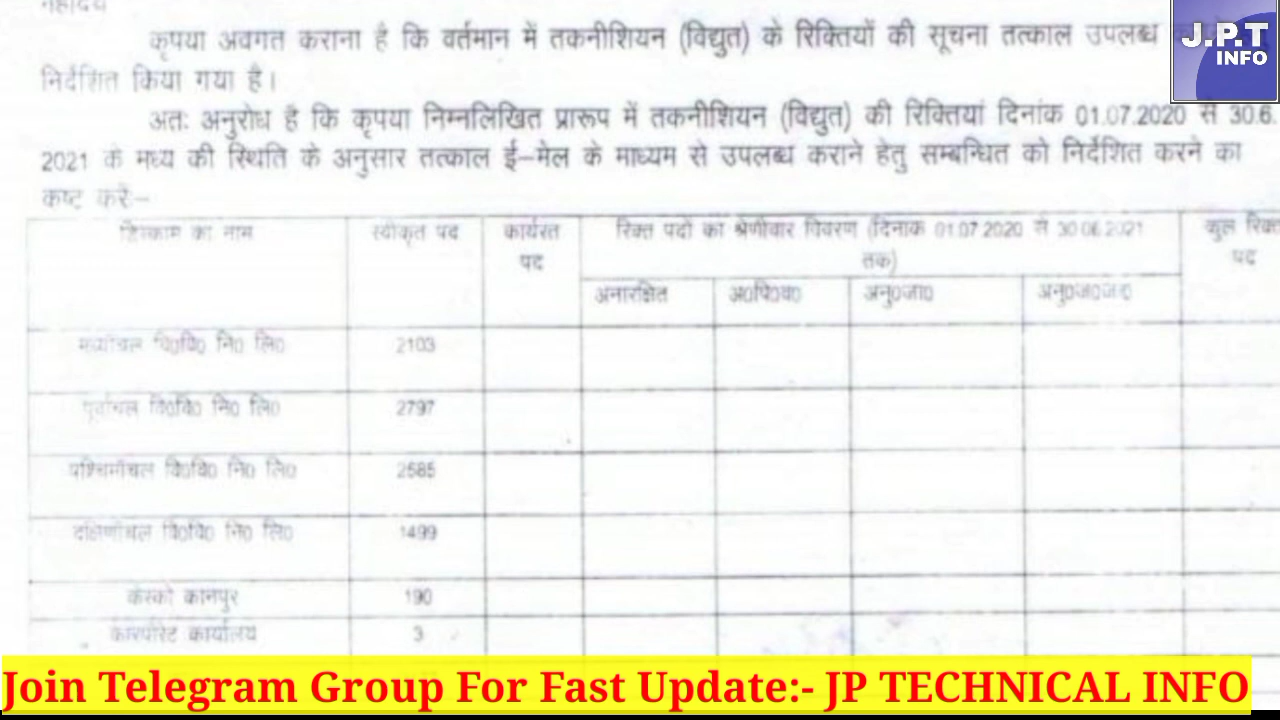 महोदय
कृपया अवगत कराना है कि वर्तमान में तकनीशियन (विद्युत) के रिक्तियों की सूचना तत्काल उपलब्ध
निर्देशित किया गया है।
अतः अनुरोध है कि कृपया निम्नलिखित प्रारूप में तकनीशियन (विद्युत) की रिक्तियां दिनांक 01.07.2020 से 30.6.
2021 के मध्य की स्थिति के अनुसार तत्काल ई–मेल के माध्यम से उपलब्ध कराने हेतु सम्बन्धित को निर्देशित करने का
कष्ट करें:–
डिस्काम का नाम स्वीकृत पद कार्यरत पद रिक्त पदों का श्रेणीवार विवरण (दिनांक 01.07.2020 से 30.06.2021 तक) कुल रिक्त पद
अनारक्षित अ0पि0व0 अनु0जा0 अनु0ज0जा0
मध्यांचल वि0वि0 नि0 लि0 2103
पूर्वांचल वि0वि0 नि0 लि0 2797
पश्चिमांचल वि0वि0 नि0 लि0 2585
दक्षिणांचल वि0वि0 नि0 लि0 1499
केस्को कानपुर 190
कारपोरेट कार्यालय 3
J.P.T
INFO
Join Telegram Group For Fast Update:- JP TECHNICAL INFO